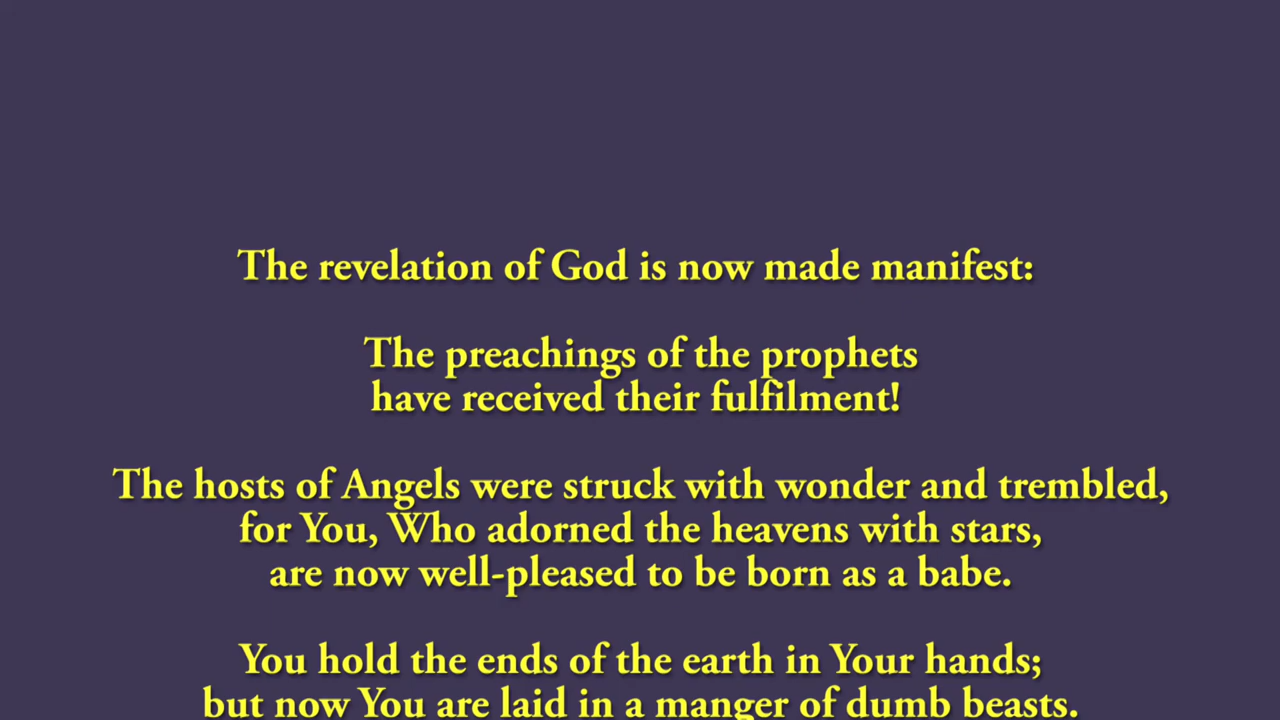 The revelation of God is now made manifest:
The preachings of the prophets
have received their fulfilment!
The hosts of Angels were struck with wonder and trembled,
for You, Who adorned the heavens with stars,
are now well-pleased to be born as a babe.
You hold the ends of the earth in Your hands;
but now You are laid in a manger of dumb beasts.